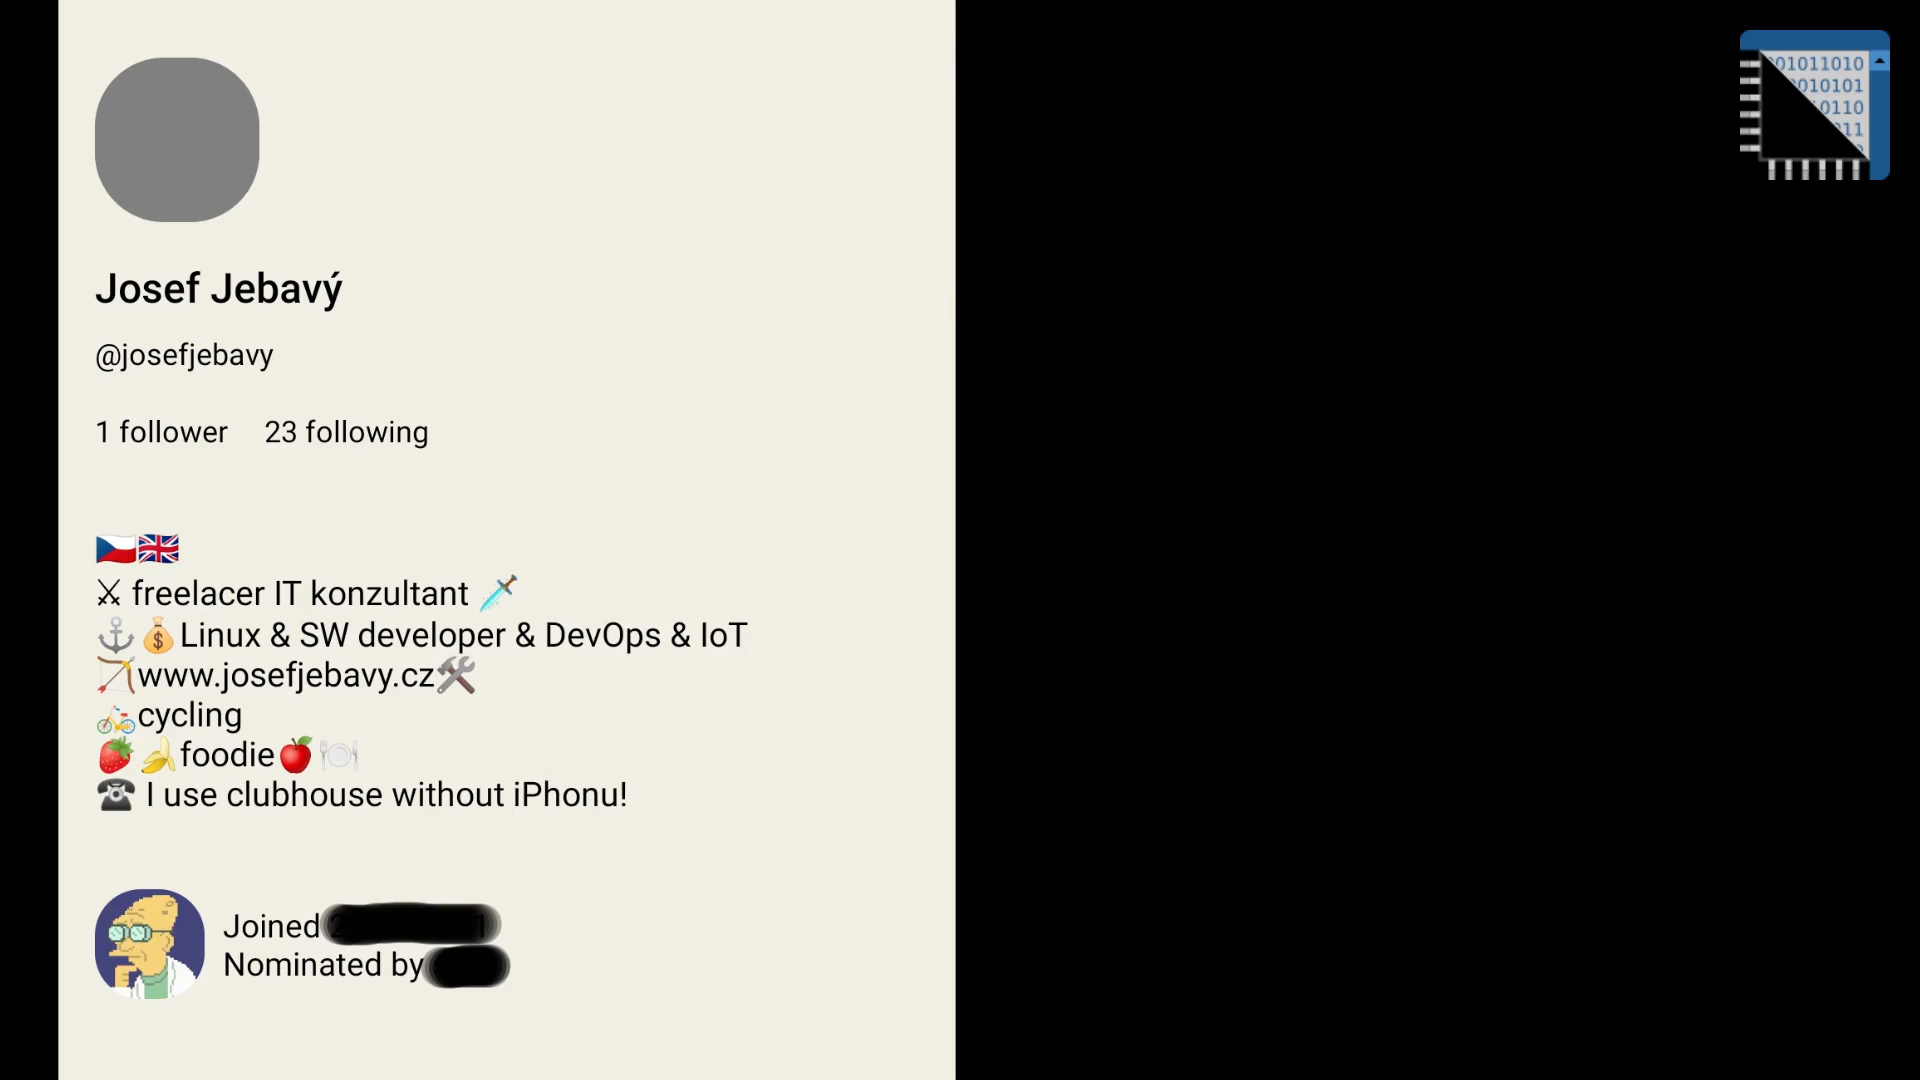 01011010
010101
0110
011
Josef Jebavý
@josefjebavy
1 follower 23 following
🇨🇿🇬🇧
⚔ freelacer IT konzultant 🗡️
⚓💰Linux & SW developer & DevOps & IoT
🏹www.josefjebavy.cz🛠️
🚲cycling
🍓🍌foodie🍎🍽️
☎️ I use clubhouse without iPhonu!
Joined
Nominated by